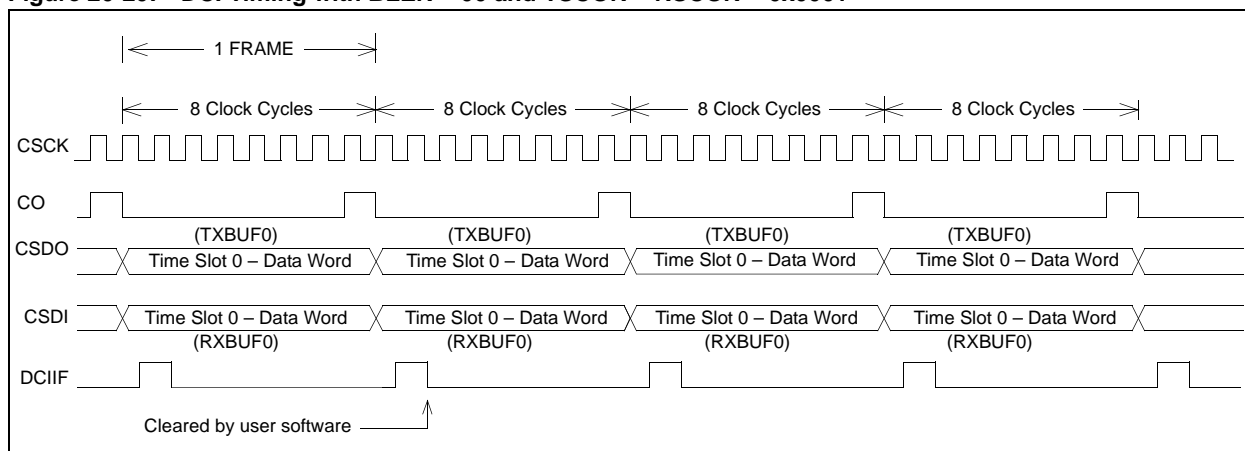 1 FRAME
8 Clock Cycles 8 Clock Cycles 8 Clock Cycles 8 Clock Cycles
CSCK
CO
(TXBUF0) (TXBUF0) (TXBUF0) (TXBUF0)
CSDO
Time Slot 0 – Data Word Time Slot 0 – Data Word Time Slot 0 – Data Word Time Slot 0 – Data Word
CSDI Time Slot 0 – Data Word Time Slot 0 – Data Word Time Slot 0 – Data Word Time Slot 0 – Data Word
(RXBUF0) (RXBUF0) (RXBUF0) (RXBUF0)
DCIIF
Cleared by user software